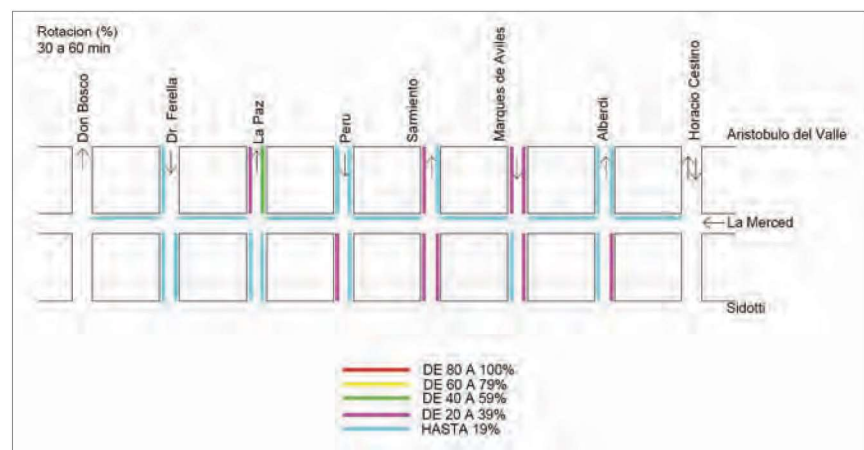 Rotacion (%)
30 a 60 min
Don Bosco
Dr. Ferella
La Paz
Peru
Sarmiento
Marques de Aviles
Alberdi
Horacio Cestino
Aristobulo del Valle
La Merced
Sidotti
DE 80 A 100%
DE 60 A 79%
DE 40 A 59%
DE 20 A 39%
HASTA 19%